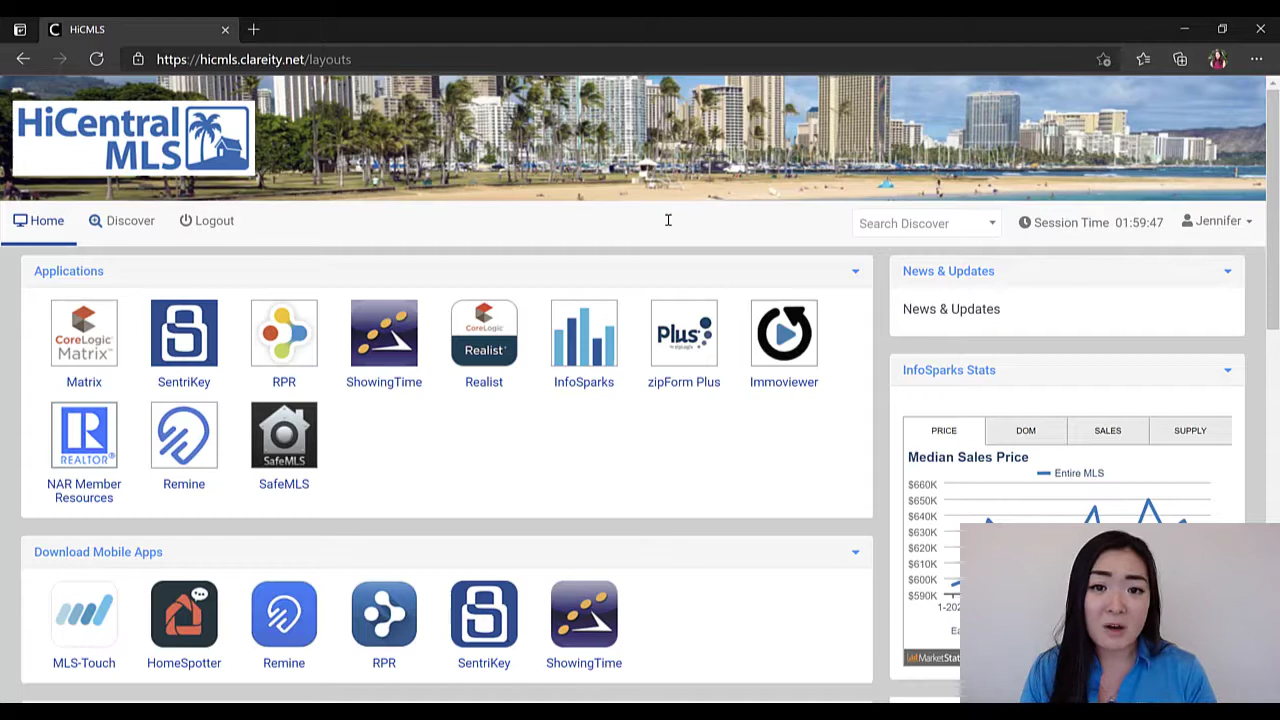 HiCMLS
https://hicmls.clareity.net/layouts
HiCentral
MLS
Home
Discover
Logout
Search Discover
Session Time 01:59:47
Jennifer
Applications
CoreLogic
Matrix™
Matrix
SentriKey
RPR
ShowingTime
CoreLogic
Realist®
Realist
InfoSparks
Plus
zipForm Plus
Immoviewer
REALTOR®
NAR Member
Resources
Remine
SafeMLS
SafeMLS
Download Mobile Apps
MLS-Touch
HomeSpotter
Remine
RPR
SentriKey
ShowingTime
News & Updates
News & Updates
InfoSparks Stats
PRICE
DOM
SALES
SUPPLY
Median Sales Price
Entire MLS
$660K
$650K
$640K
$630K
$620K
$610K
$600K
$590K